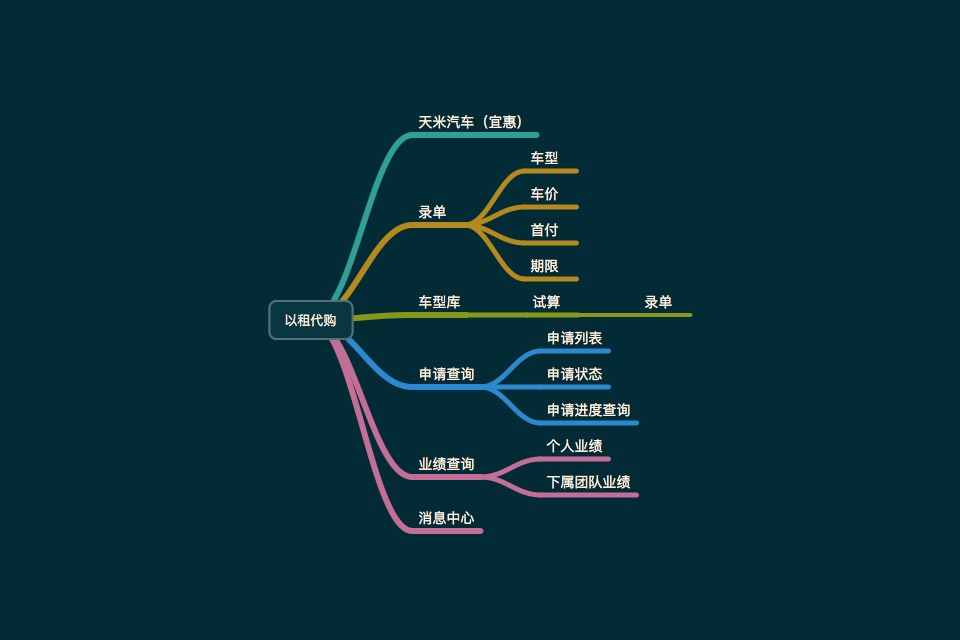 天米汽车（宜惠）
车型
车价
录单
首付
期限
车型库 试算 录单
以租代购
申请列表
申请查询 申请状态
申请进度查询
个人业绩
业绩查询
下属团队业绩
消息中心